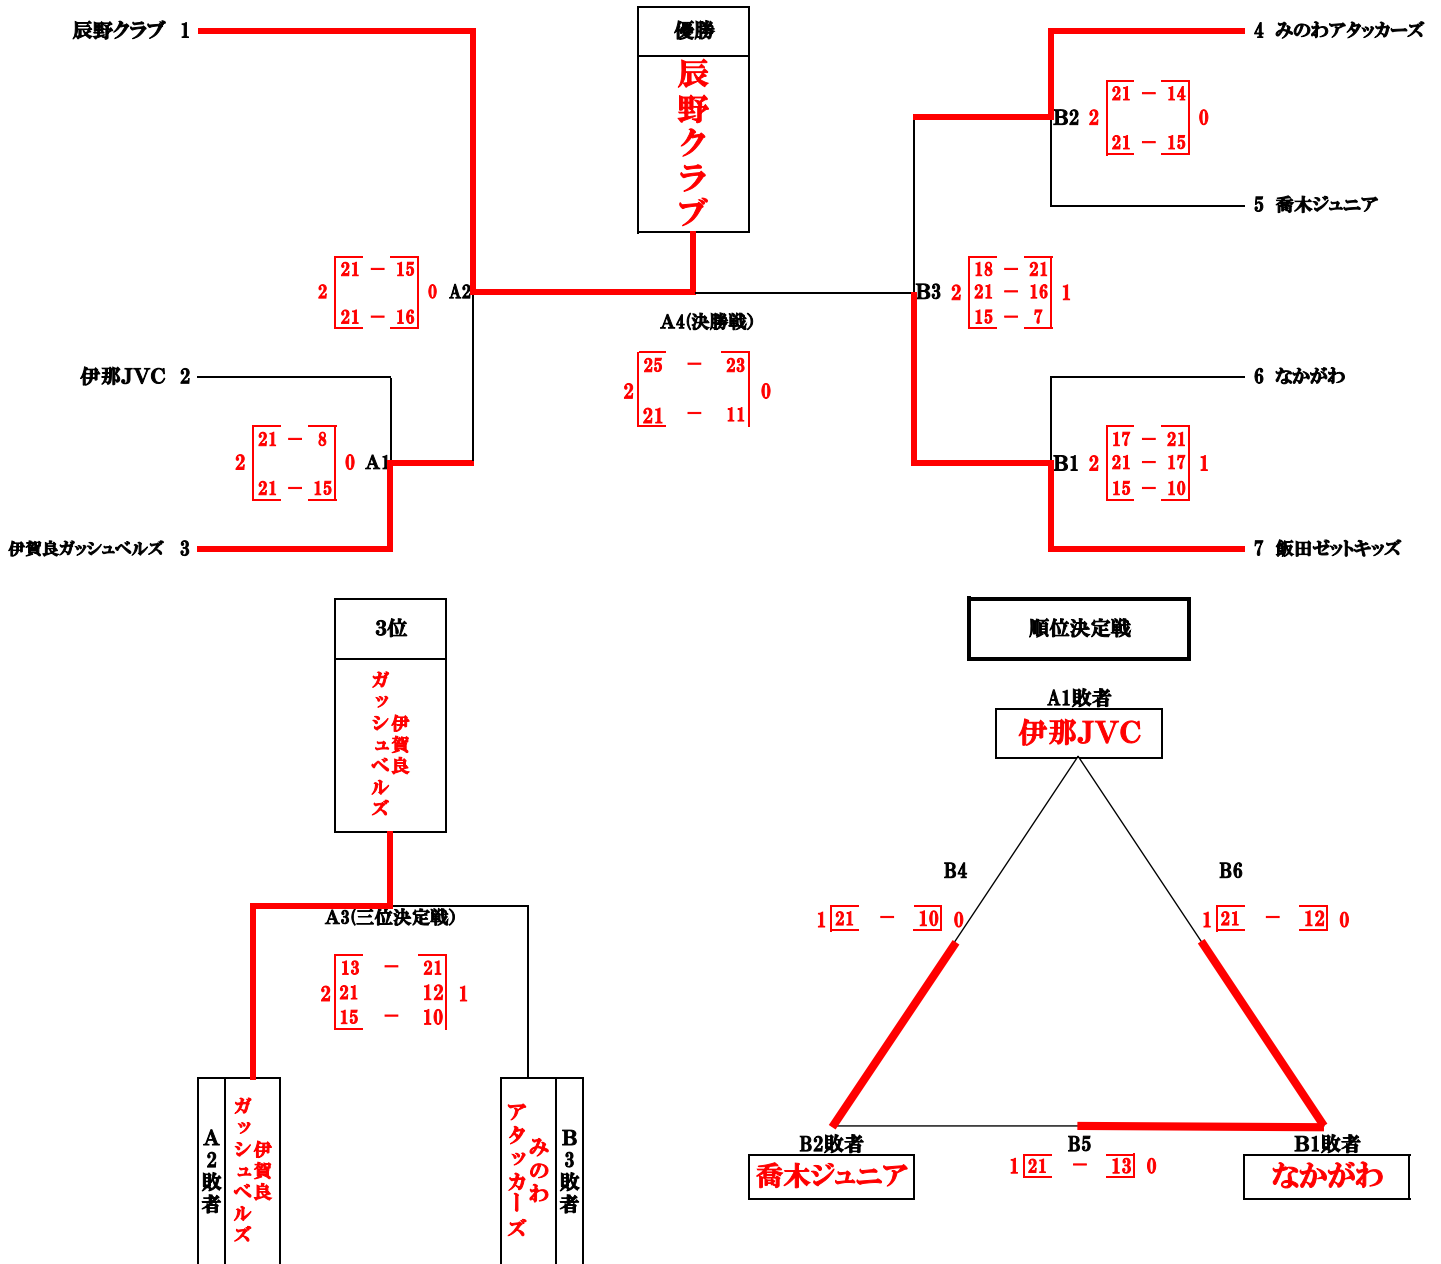 辰野クラブ 1
優勝
辰野クラブ
4 みのわアタッカーズ
21 − 14
B2 2 0
21 − 15
5 喬木ジュニア
21 − 15
2 0 A2
21 − 16
18 − 21
B3 2 21 − 16 1
15 − 7
A4(決勝戦)
25 − 23
2 0
21 − 11
伊那JVC 2
6 なかがわ
21 − 8
2 0 A1
21 − 15
17 − 21
B1 2 21 − 17 1
15 − 10
伊賀良ガッシュベルズ 3
7 飯田ゼットキッズ
3位
伊賀良
ガッシュベルズ
A3(三位決定戦)
13 − 21
2 21 12 1
15 − 10
A2敗者
伊賀良
ガッシュベルズ
みのわ
アタッカーズ
B3敗者
順位決定戦
A1敗者
伊那JVC
B4
1 21 − 10 0
B6
1 21 − 12 0
B2敗者
喬木ジュニア
B5
1 21 − 13 0
B1敗者
なかがわ